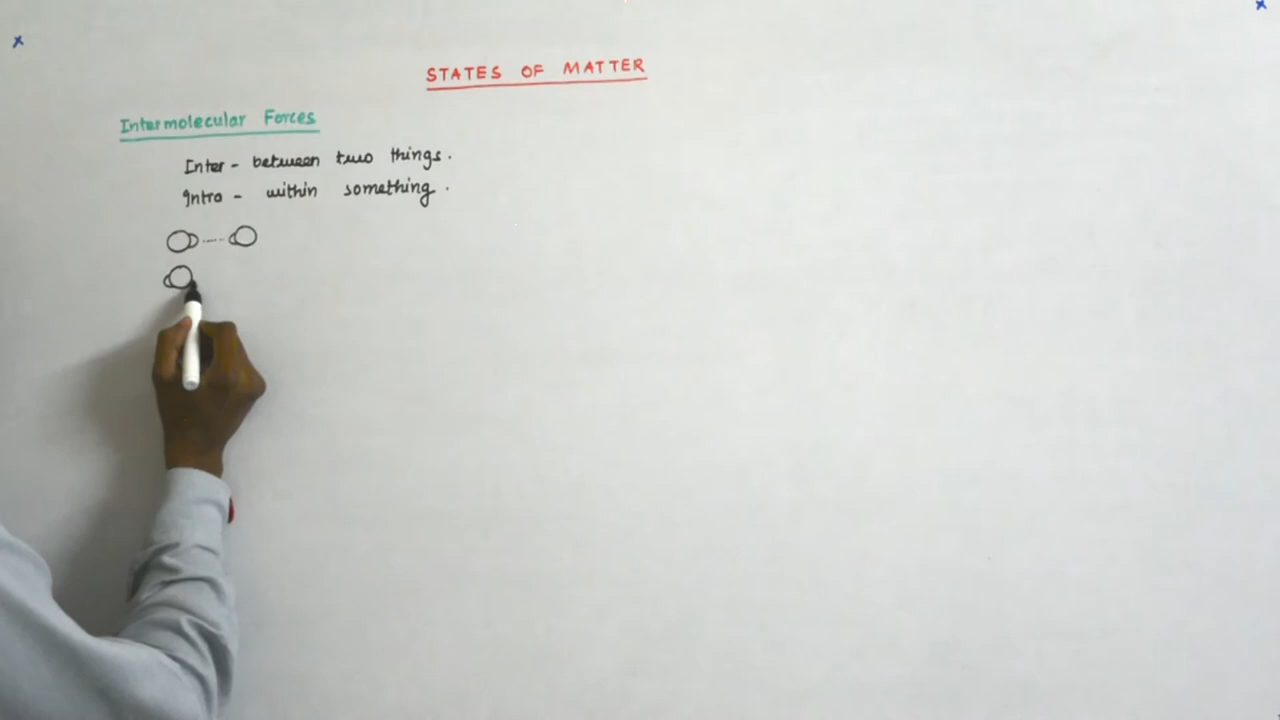 STATES OF MATTER
Intermolecular Forces
Inter - between two things.
Intra - within something.